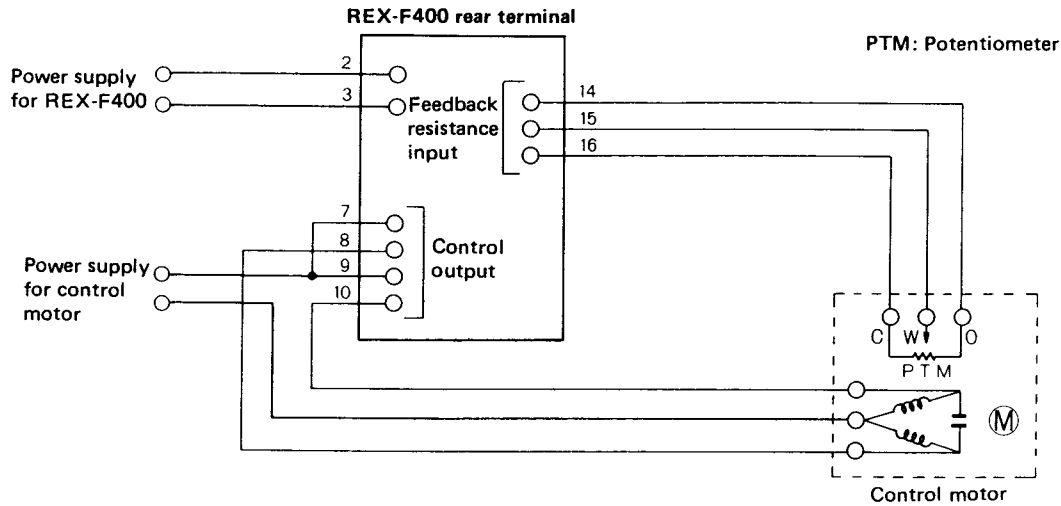 REX-F400 rear terminal
PTM: Potentiometer
Power supply
for REX-F400
2
3
Feedback
resistance
input
14
15
16
7
8
9
10
Control
output
Power supply
for control
motor
C W O
PTM
M
Control motor